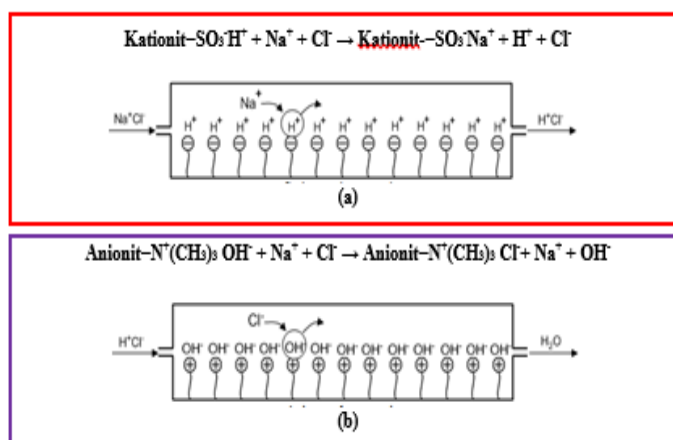 Kationit–SO₃⁻H⁺ + Na⁺ + Cl⁻ → Kationit-–SO₃⁻Na⁺ + H⁺ + Cl⁻
Na⁺
Na⁺Cl⁻ H⁺ H⁺ H⁺ H⁺ H⁺ H⁺ H⁺ H⁺ H⁺ H⁺ H⁺ H⁺ H⁺Cl⁻
(a)
Anionit–N⁺(CH₃)₃ OH⁻ + Na⁺ + Cl⁻ → Anionit–N⁺(CH₃)₃ Cl⁻+ Na⁺ + OH⁻
Cl⁻
H⁺Cl⁻ OH⁻ OH⁻ OH⁻ OH⁻ OH⁻ OH⁻ OH⁻ OH⁻ OH⁻ OH⁻ OH⁻ OH⁻ H₂O
(b)